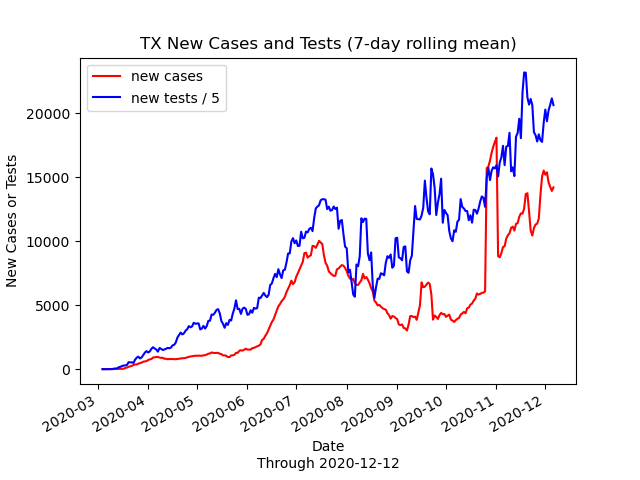 TX New Cases and Tests (7-day rolling mean)
new cases
new tests / 5
New Cases or Tests
20000
15000
10000
5000
0
2020-03
2020-04
2020-05
2020-06
2020-07
2020-08
2020-09
2020-10
2020-11
2020-12
Date
Through 2020-12-12